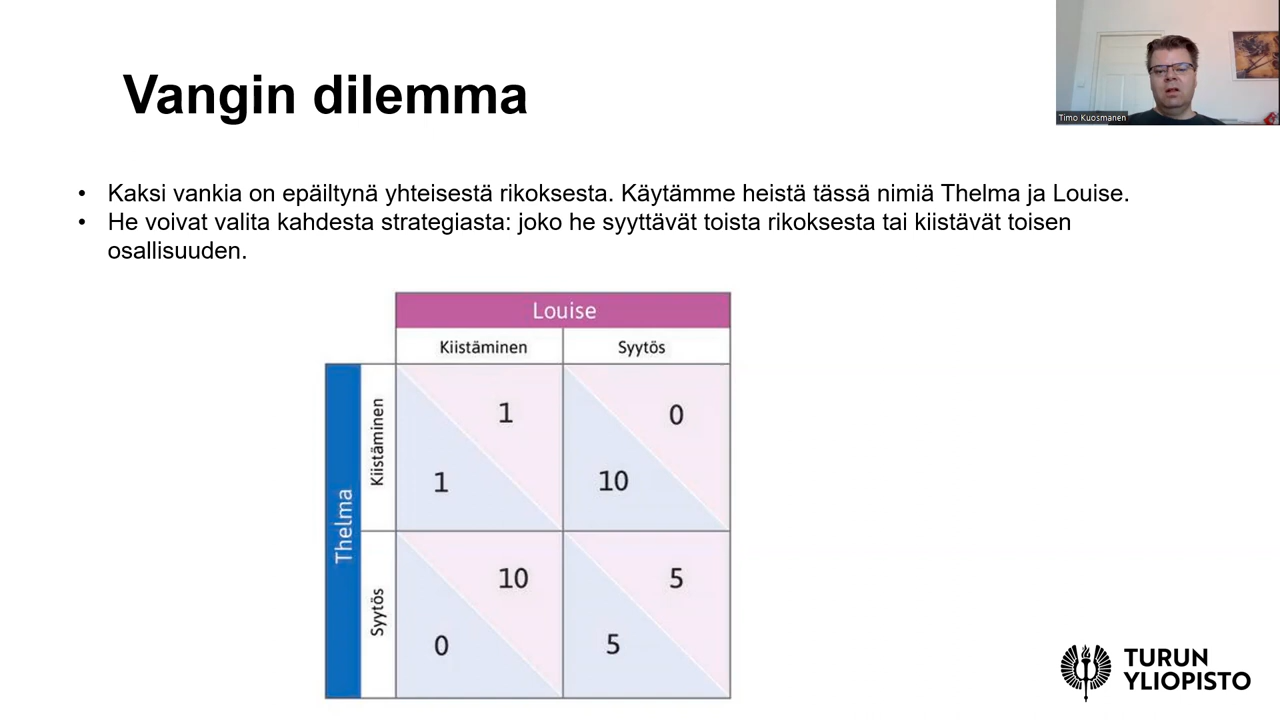 Vangin dilemma
Timo Kuosmanen
• Kaksi vankia on epäiltynä yhteisestä rikoksesta. Käytämme heistä tässä nimiä Thelma ja Louise.
• He voivat valita kahdesta strategiasta: joko he syyttävät toista rikoksesta tai kiistävät toisen
osallisuuden.
Louise
Kiistäminen Syytös
Thelma
Kiistäminen
1 0
1 10
Syytös
10 5
0 5
TURUN
YLIOPISTO